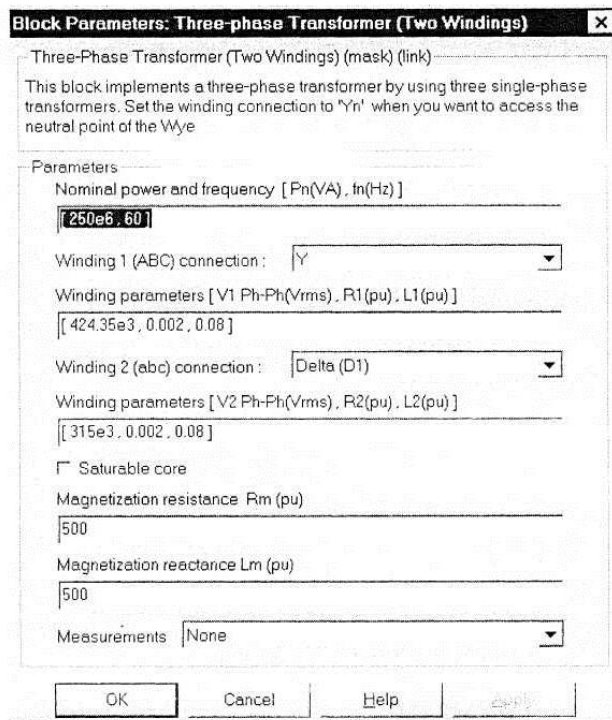 Block Parameters: Three-phase Transformer (Two Windings)
Three-Phase Transformer (Two Windings) (mask) (link)
This block implements a three-phase transformer by using three single-phase
transformers. Set the winding connection to 'Yn' when you want to access the
neutral point of the Wye
Parameters
Nominal power and frequency [ Pn(VA) , fn(Hz) ]
[ 250e6 , 60 ]
Winding 1 (ABC) connection : Y
Winding parameters [ V1 Ph-Ph(Vrms) , R1(pu) , L1(pu) ]
[ 424.35e3 , 0.002 , 0.08 ]
Winding 2 (abc) connection : Delta (D1)
Winding parameters [ V2 Ph-Ph(Vrms) , R2(pu) , L2(pu) ]
[ 315e3 , 0.002 , 0.08 ]
Saturable core
Magnetization resistance Rm (pu)
500
Magnetization reactance Lm (pu)
500
Measurements None
OK Cancel Help Apply